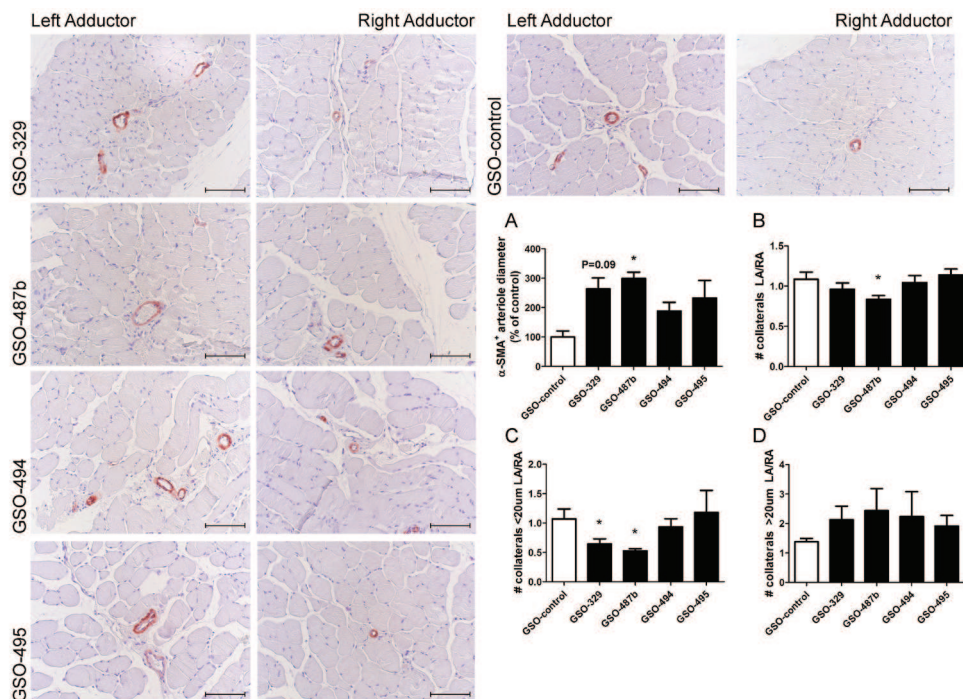 Left Adductor
Right Adductor
GSO-329
GSO-487b
GSO-494
GSO-495
Left Adductor
Right Adductor
GSO-control
A
α-SMA⁺ arteriole diameter
(% of control)
400
300
200
100
0
P=0.09
*
GSO-control
GSO-329
GSO-487b
GSO-494
GSO-495
B
# collaterals LA/RA
1.5
1.0
0.5
0.0
*
GSO-control
GSO-329
GSO-487b
GSO-494
GSO-495
C
# collaterals <20um LA/RA
2.0
1.5
1.0
0.5
0.0
*
*
GSO-control
GSO-329
GSO-487b
GSO-494
GSO-495
D
# collaterals >20um LA/RA
4
3
2
1
0
GSO-control
GSO-329
GSO-487b
GSO-494
GSO-495